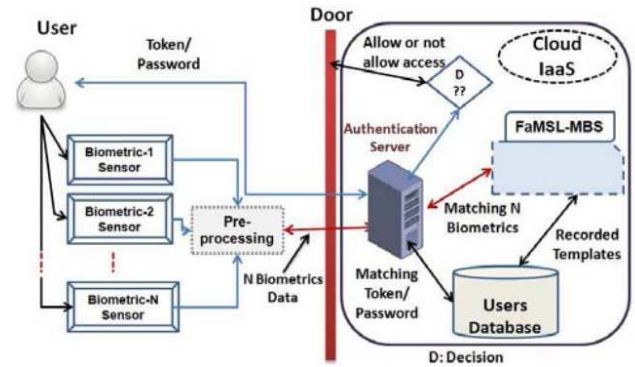 User
Door
Token/
Password
Allow or not
allow access
D
??
Cloud
IaaS
Authentication
Server
FaMSL-MBS
Biometric-1
Sensor
Biometric-2
Sensor
Biometric-N
Sensor
Pre-
processing
N Biometrics
Data
Matching N
Biometrics
Matching
Token/
Password
Recorded
Templates
Users
Database
D: Decision